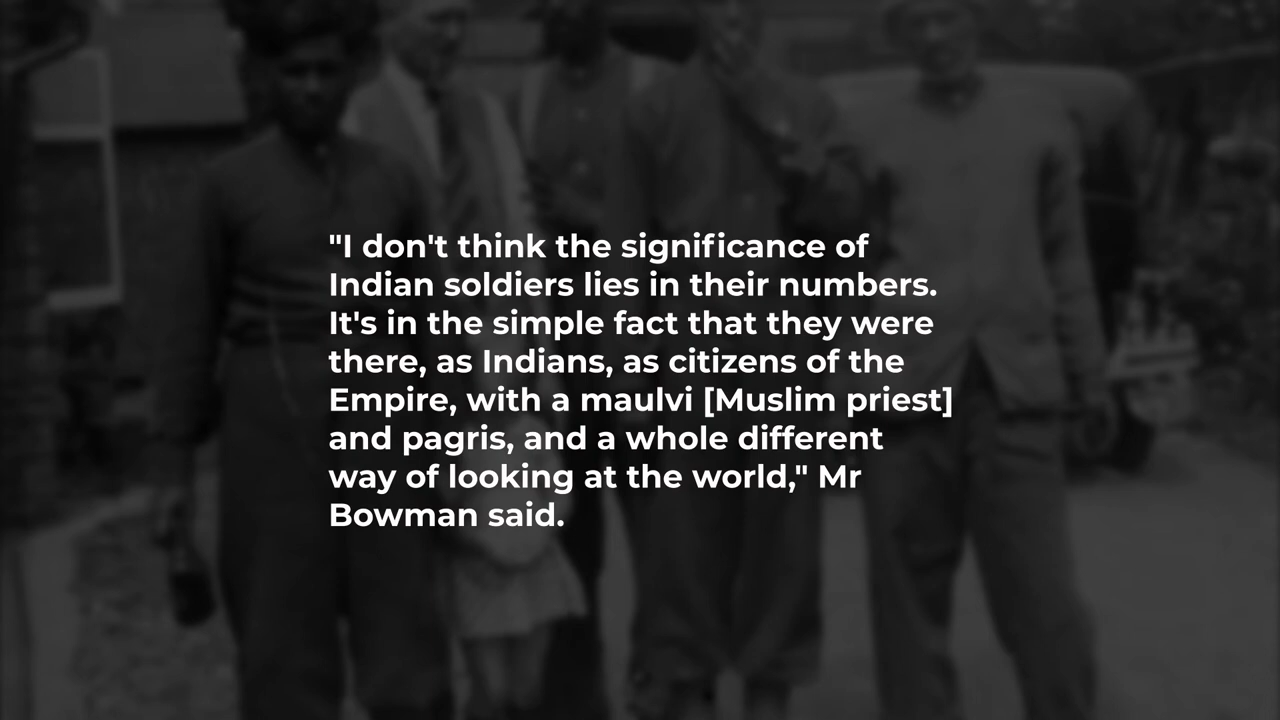 "I don't think the significance of
Indian soldiers lies in their numbers.
It's in the simple fact that they were
there, as Indians, as citizens of the
Empire, with a maulvi [Muslim priest]
and pagris, and a whole different
way of looking at the world," Mr
Bowman said.